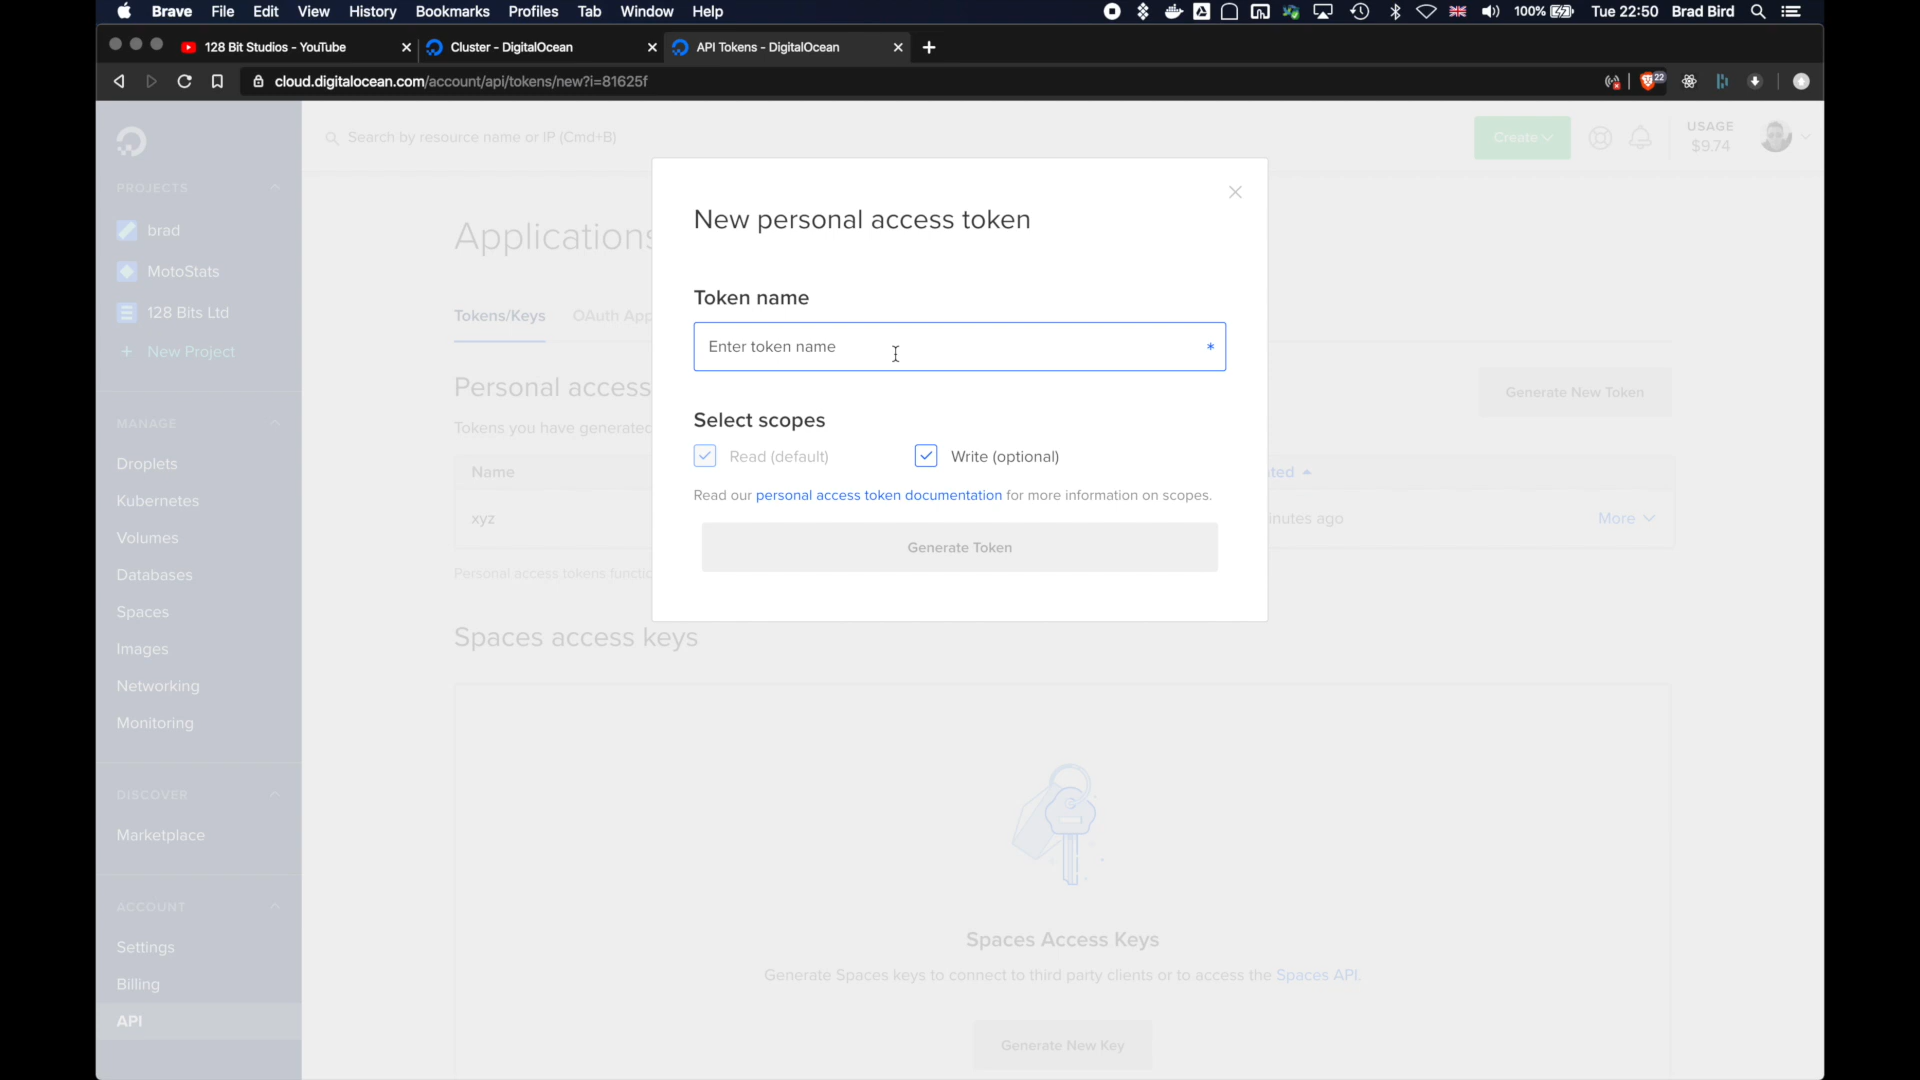 Brave File Edit View History Bookmarks Profiles Tab Window Help 100% Tue 22:50 Brad Bird
128 Bit Studios - YouTube
Cluster - DigitalOcean
API Tokens - DigitalOcean
cloud.digitalocean.com/account/api/tokens/new?i=81625f
22
Search by resource name or IP (Cmd+B)
Create
USAGE
$9.74
PROJECTS
brad
MotoStats
128 Bits Ltd
+ New Project
MANAGE
Droplets
Kubernetes
Volumes
Databases
Spaces
Images
Networking
Monitoring
DISCOVER
Marketplace
ACCOUNT
Settings
Billing
API
Applications
Tokens/Keys OAuth App
Personal access
Generate New Token
Tokens you have generated
Name
ted
xyz
inutes ago
More
Personal access tokens functio
New personal access token
Token name
Enter token name *
Select scopes
Read (default) Write (optional)
Read our personal access token documentation for more information on scopes.
Generate Token
Spaces access keys
Spaces Access Keys
Generate Spaces keys to connect to third party clients or to access the Spaces API.
Generate New Key